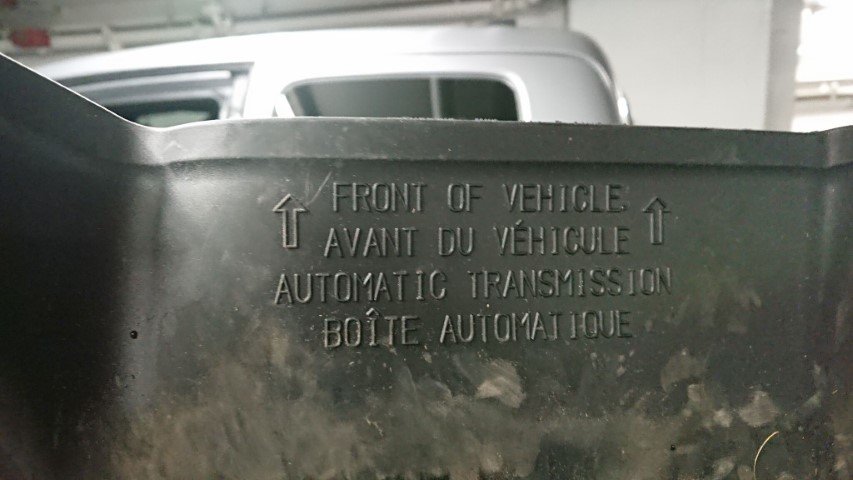 FRONT OF VEHICLE
AVANT DU VÉHICULE
AUTOMATIC TRANSMISSION
BOÎTE AUTOMATIQUE